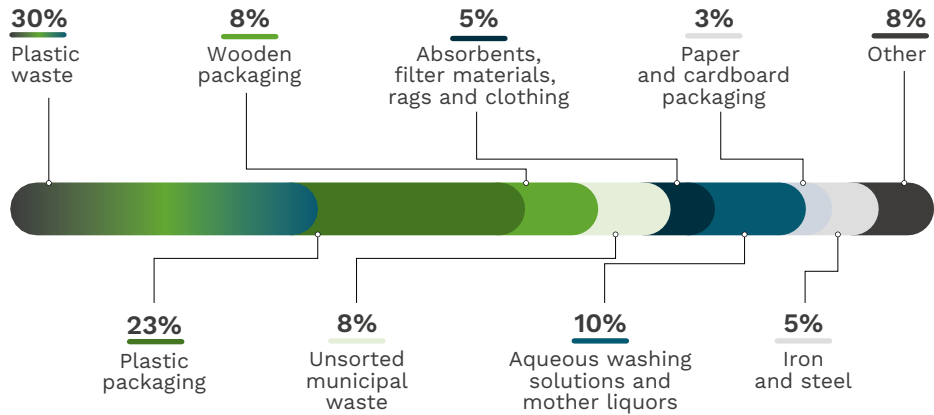 30%
Plastic
waste
8%
Wooden
packaging
5%
Absorbents,
filter materials,
rags and clothing
3%
Paper
and cardboard
packaging
8%
Other
23%
Plastic
packaging
8%
Unsorted
municipal
waste
10%
Aqueous washing
solutions and
mother liquors
5%
Iron
and steel